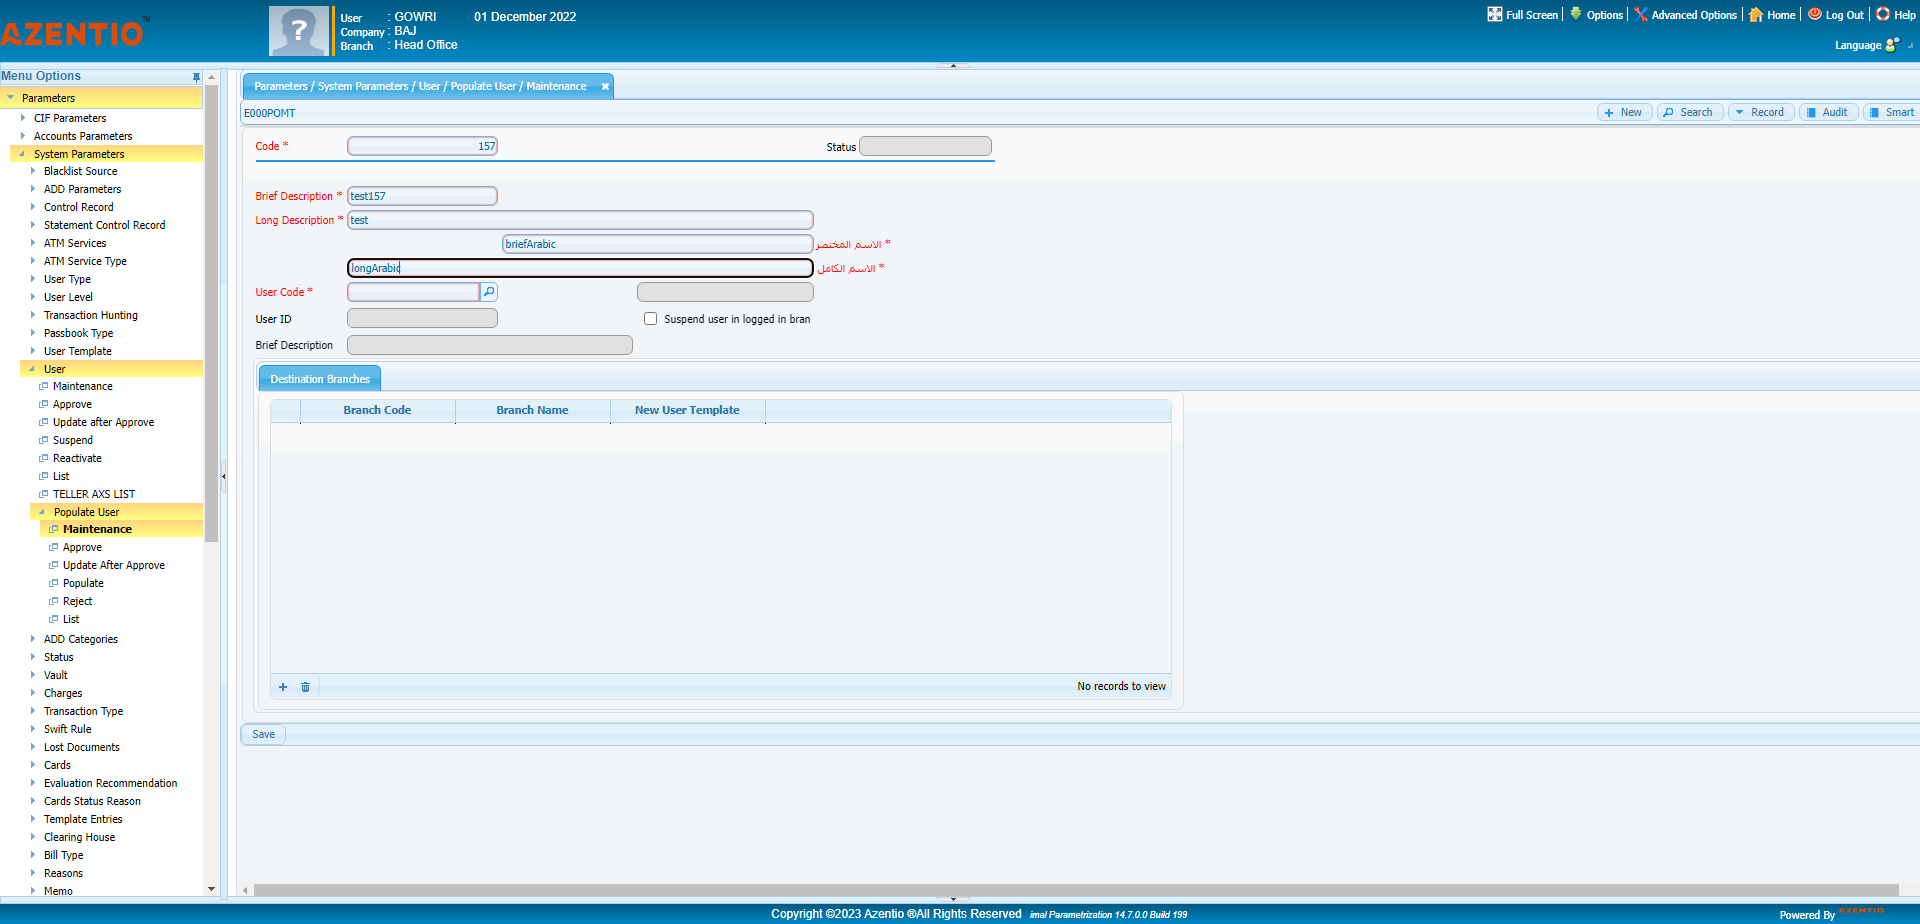 AZENTIO™
User : GOWRI 01 December 2022
Company : BAJ
Branch : Head Office
Full Screen Options Advanced Options Home Log Out Help
Language
Menu Options
Parameters
CIF Parameters
Accounts Parameters
System Parameters
Blacklist Source
ADD Parameters
Control Record
Statement Control Record
ATM Services
ATM Service Type
User Type
User Level
Transaction Hunting
Passbook Type
User Template
User
Maintenance
Approve
Update after Approve
Suspend
Reactivate
List
TELLER AXS LIST
Populate User
Maintenance
Approve
Update After Approve
Populate
Reject
List
ADD Categories
Status
Vault
Charges
Transaction Type
Swift Rule
Lost Documents
Cards
Evaluation Recommendation
Cards Status Reason
Template Entries
Clearing House
Bill Type
Reasons
Memo
Parameters / System Parameters / User / Populate User / Maintenance
E000POMT
New Search Record Audit Smart
Code * 157 Status
Brief Description * test157
Long Description * test
briefArabic الاسم المختصر *
longArabic الاسم الكامل *
User Code *
User ID Suspend user in logged in bran
Brief Description
Destination Branches
Branch Code Branch Name New User Template
No records to view
Save
Copyright ©2023 Azentio ®All Rights Reserved imal Parametrization 14.7.0.0 Build 199
Powered By AZENTIO